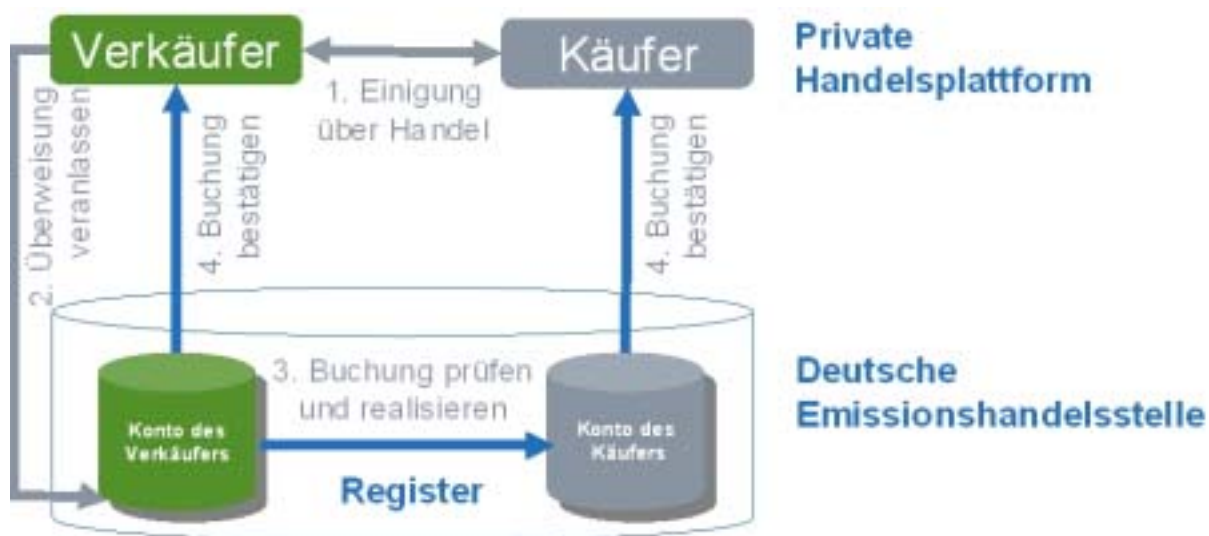 Verkäufer
Käufer
Private
Handelsplattform
1. Einigung
über Handel
2. Überweisung
veranlassen
4. Buchung
bestätigen
4. Buchung
bestätigen
3. Buchung prüfen
und realisieren
Konto des
Verkäufers
Konto des
Käufers
Register
Deutsche
Emissionshandelsstelle